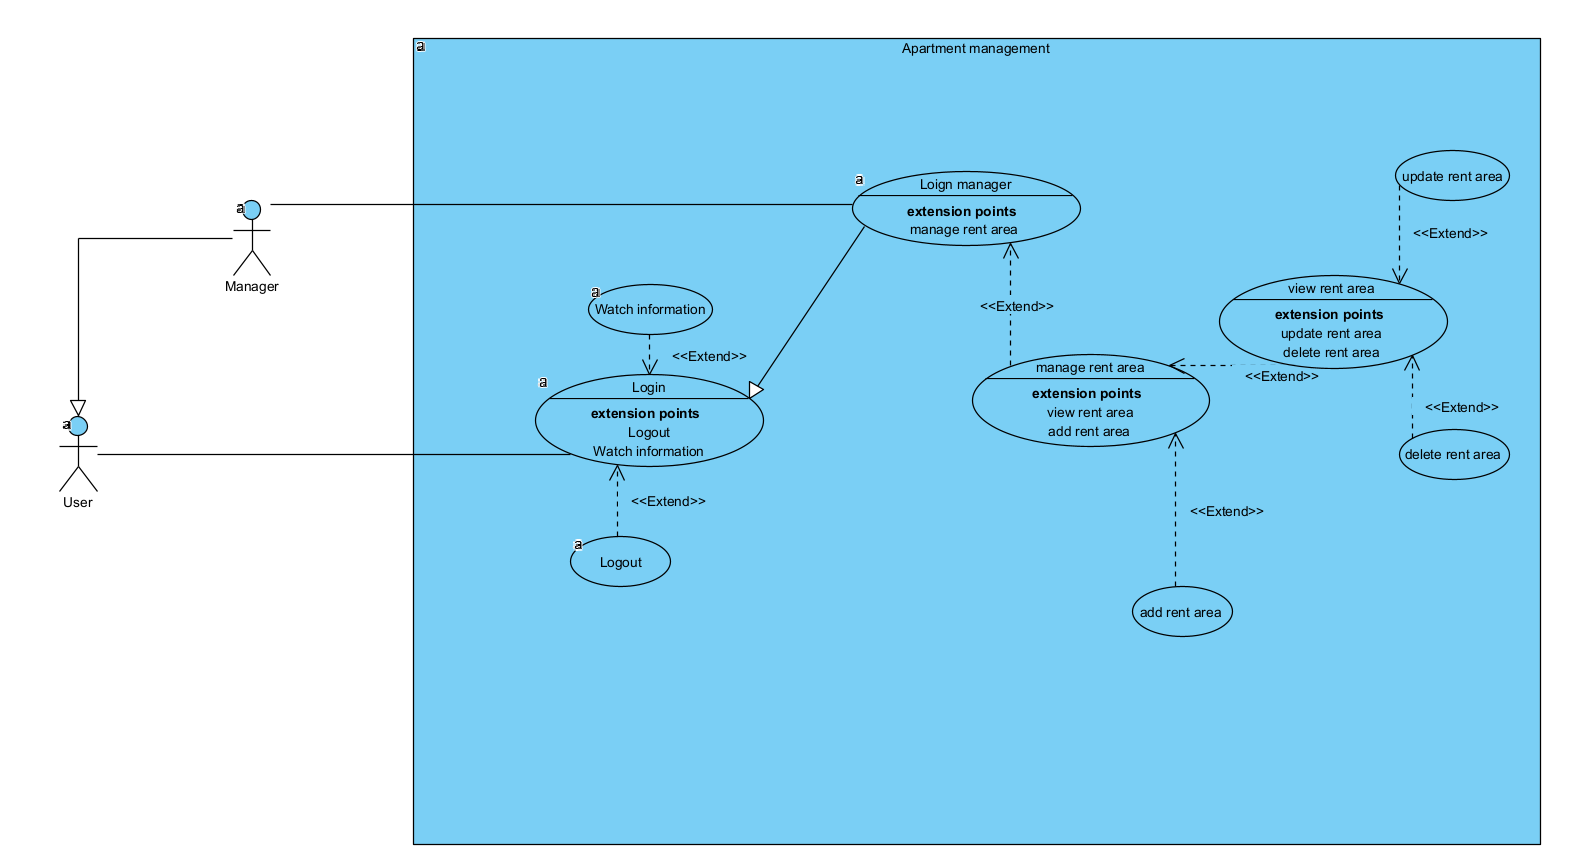 a
Apartment management
update rent area
a
Loign manager
extension points
manage rent area
a
Manager
<<Extend>>
view rent area
extension points
update rent area
delete rent area
a
Watch information
<<Extend>>
<<Extend>>
manage rent area
extension points
view rent area
add rent area
<<Extend>>
a
Login
extension points
Logout
Watch information
<<Extend>>
delete rent area
a
User
<<Extend>>
<<Extend>>
a
Logout
add rent area